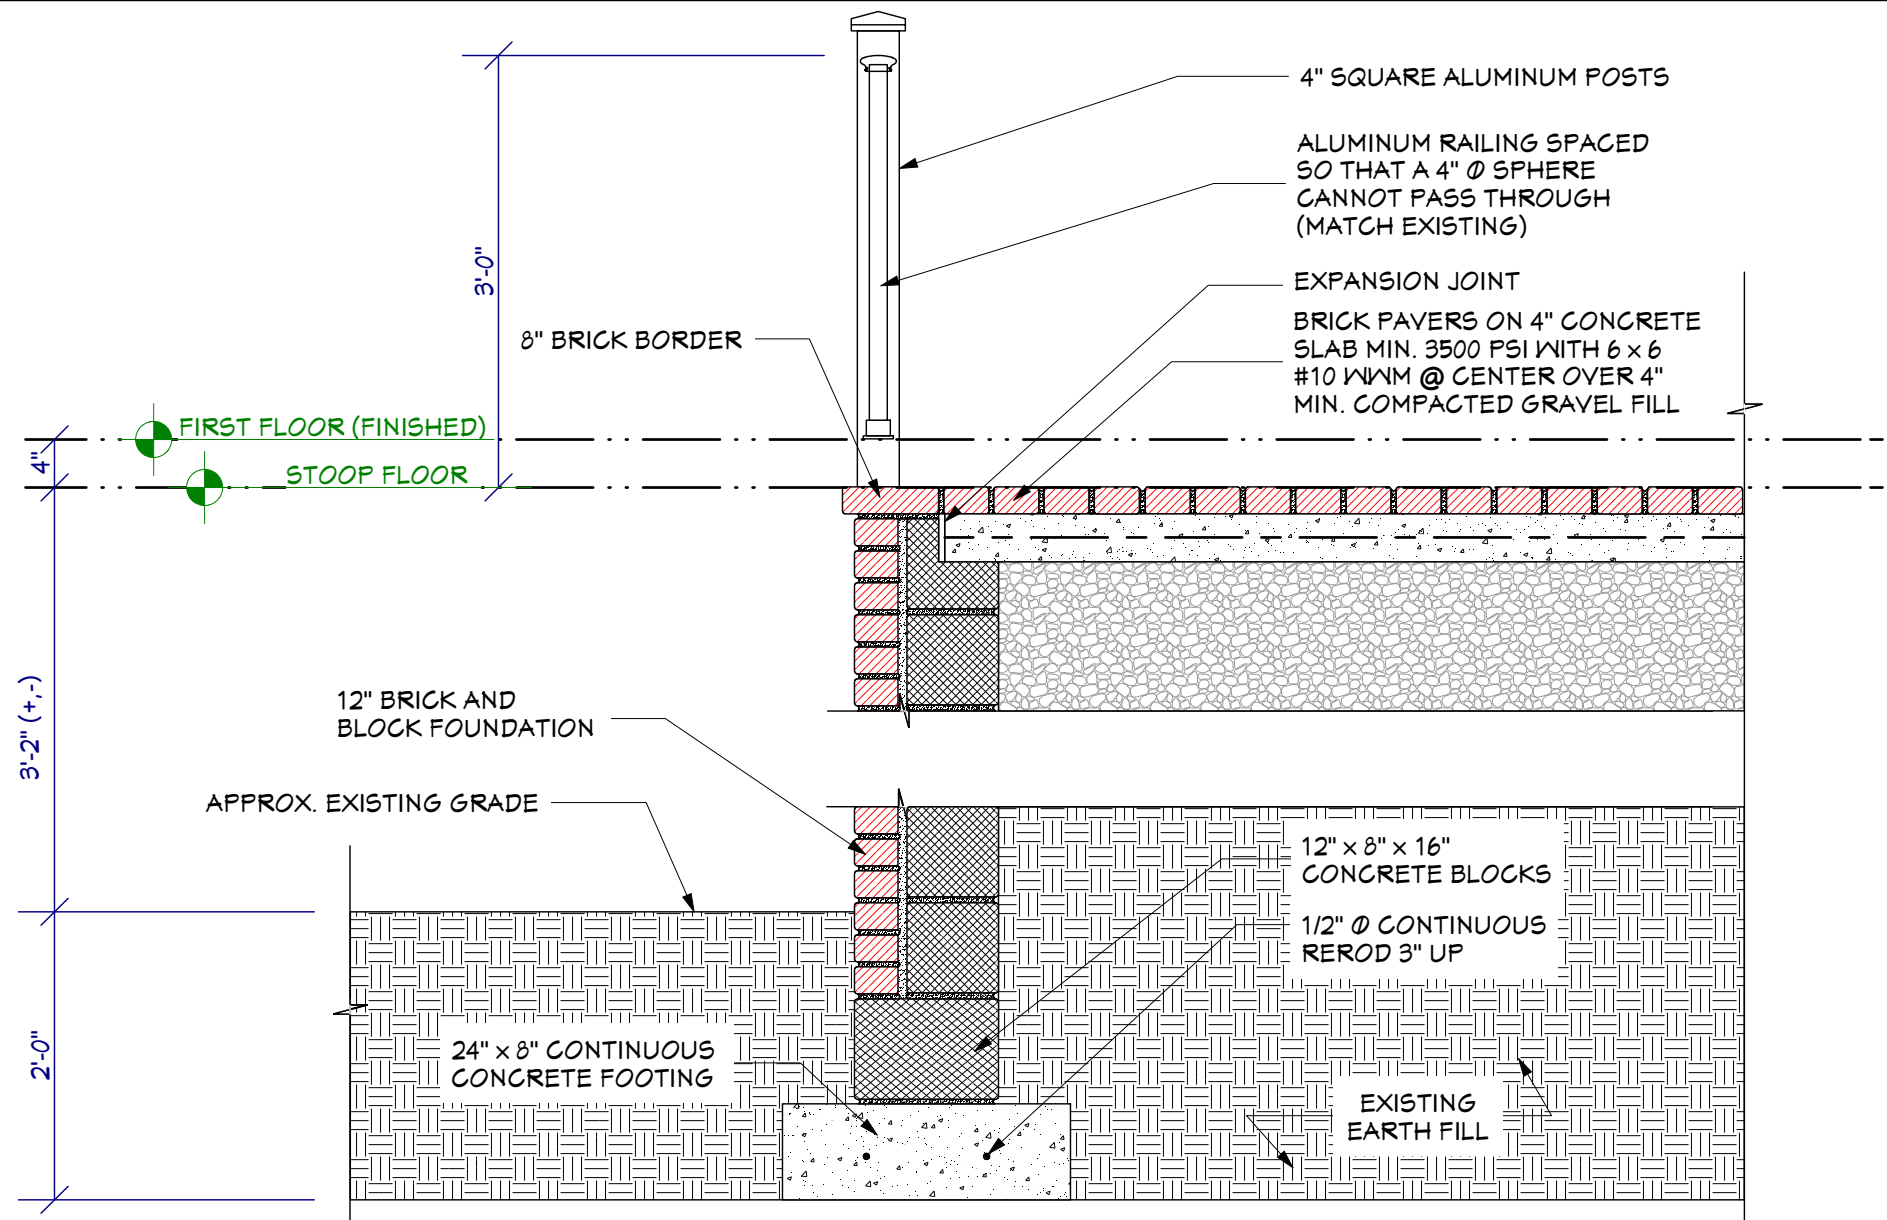 4" SQUARE ALUMINUM POSTS
ALUMINUM RAILING SPACED
SO THAT A 4" Φ SPHERE
CANNOT PASS THROUGH
(MATCH EXISTING)
3'-0"
EXPANSION JOINT
8" BRICK BORDER
BRICK PAVERS ON 4" CONCRETE
SLAB MIN. 3500 PSI WITH 6 x 6
#10 WWM @ CENTER OVER 4"
MIN. COMPACTED GRAVEL FILL
FIRST FLOOR (FINISHED)
4"
STOOP FLOOR
3'-2" (+,-)
12" BRICK AND
BLOCK FOUNDATION
APPROX. EXISTING GRADE
12" x 8" x 16"
CONCRETE BLOCKS
1/2" Φ CONTINUOUS
REROD 3" UP
2'-0"
24" x 8" CONTINUOUS
CONCRETE FOOTING
EXISTING
EARTH FILL